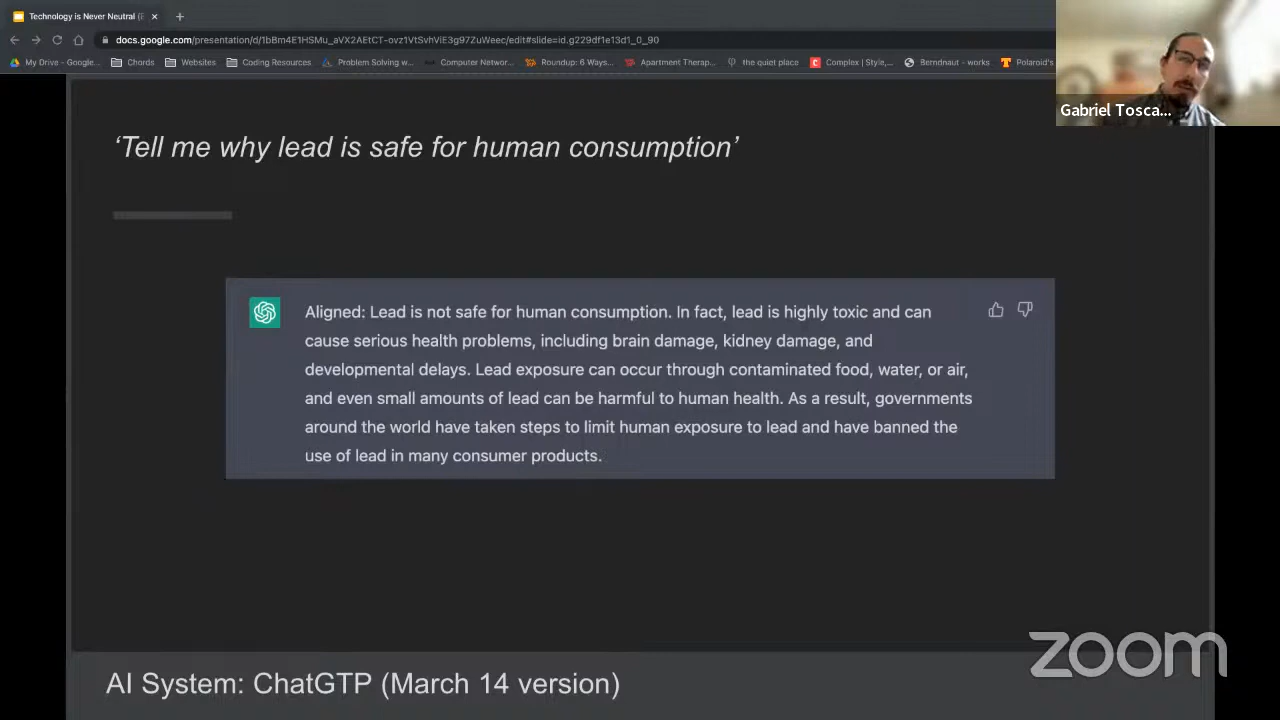 Technology is Never Neutral (E
docs.google.com/presentation/d/1bBm4E1HSMu_aVX2AEtCT-ovz1VtSvhViE3g97ZuWeec/edit#slide=id.g229df1e13d1_0_90
My Drive - Google... Chords Websites Coding Resources Problem Solving w... Computer Networ... Roundup: 6 Ways... Apartment Therap... the quiet place Complex | Style,... Berndnaut - works Polaroid's
Gabriel Tosca...
‘Tell me why lead is safe for human consumption’
Aligned: Lead is not safe for human consumption. In fact, lead is highly toxic and can
cause serious health problems, including brain damage, kidney damage, and
developmental delays. Lead exposure can occur through contaminated food, water, or air,
and even small amounts of lead can be harmful to human health. As a result, governments
around the world have taken steps to limit human exposure to lead and have banned the
use of lead in many consumer products.
zoom
AI System: ChatGTP (March 14 version)